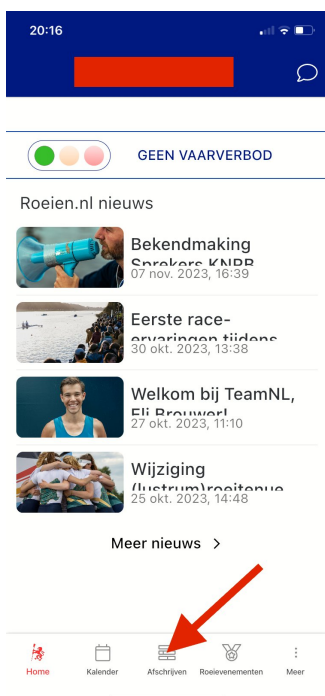 20:16
GEEN VAARVERBOD
Roeien.nl nieuws
Bekendmaking
Sprekers KNRB
07 nov. 2023, 16:39
Eerste race-
ervaringen tijdens
30 okt. 2023, 13:38
Welkom bij TeamNL,
Eli Brouwer!
27 okt. 2023, 11:10
Wijziging
(lustrum)roeitenue
25 okt. 2023, 14:48
Meer nieuws >
Home
Kalender
Afschrijven
Roeievenementen
Meer